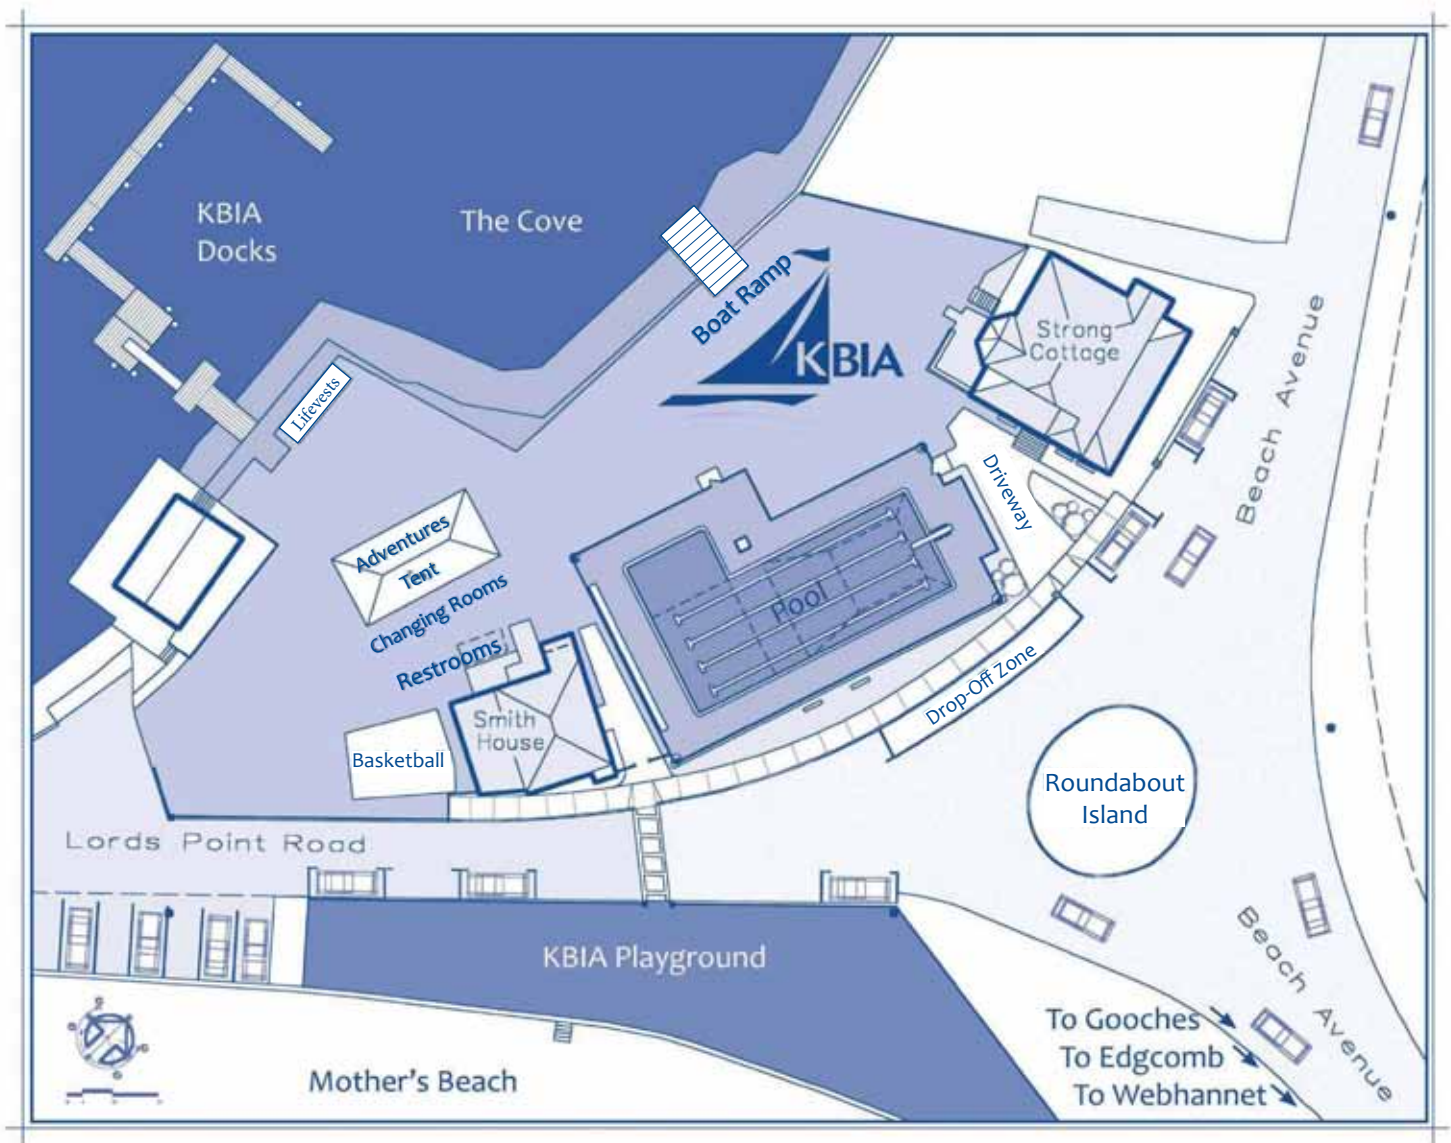 KBIA
Docks
The Cove
Boat Ramp
KBIA
Strong
Cottage
Beach Avenue
Lifevests
Driveway
Adventures
Tent
Changing Rooms
Restrooms
Pool
Drop-Off Zone
Smith
House
Basketball
Roundabout
Island
Lords Point Road
KBIA Playground
Beach Avenue
To Gooches
To Edgcomb
To Webhannet
Mother's Beach